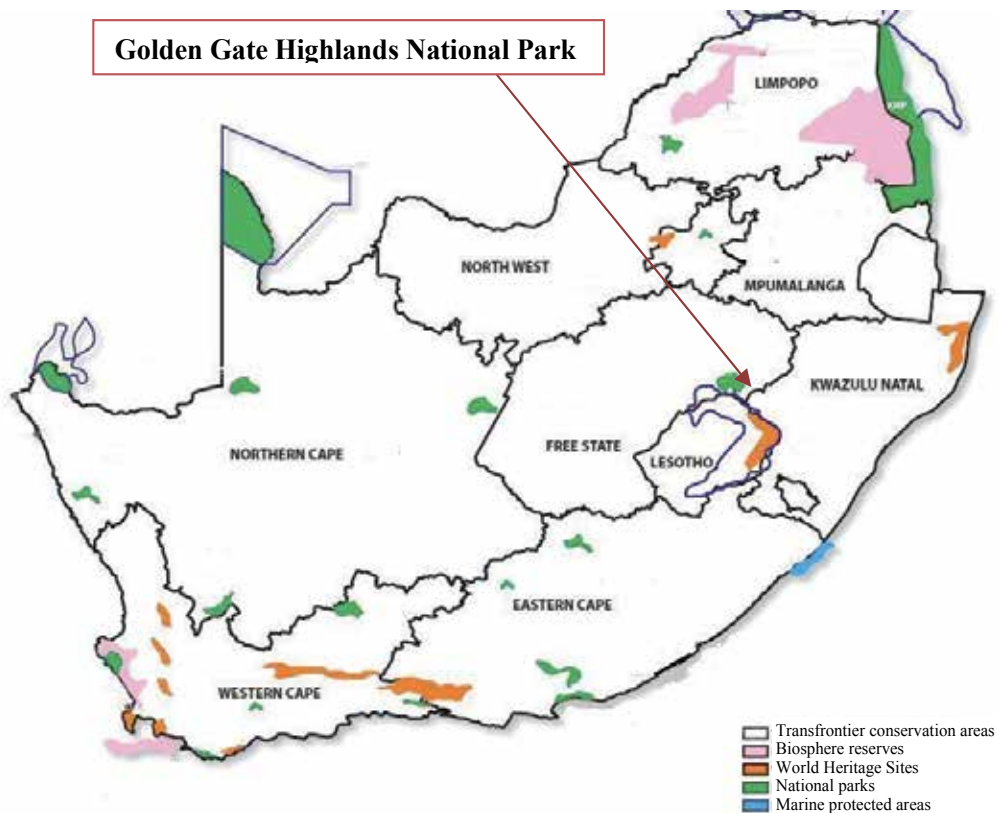 Golden Gate Highlands National Park
LIMPOPO
KNP
NORTH WEST
MPUMALANGA
KWAZULU NATAL
FREE STATE
LESOTHO
NORTHERN CAPE
EASTERN CAPE
WESTERN CAPE
Transfrontier conservation areas
Biosphere reserves
World Heritage Sites
National parks
Marine protected areas